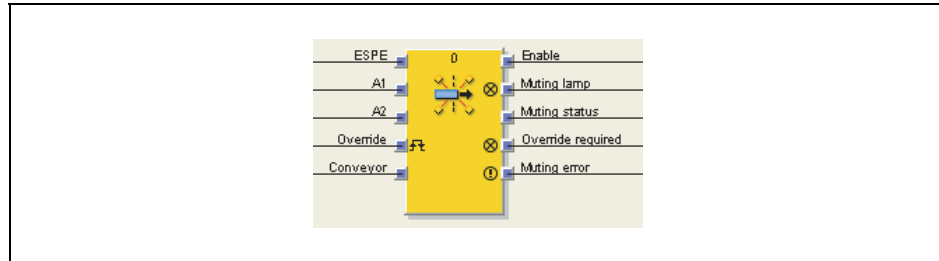 ESPE 0 Enable
A1 Muting lamp
A2 Muting status
Override Override required
Conveyor Muting error